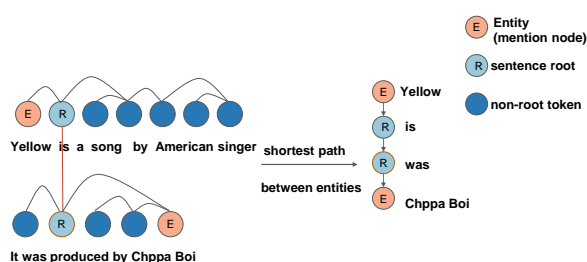 E Entity
(mention node)
R sentence root
non-root token
E R
Yellow is a song by American singer
R E
It was produced by Chppa Boi
shortest path
between entities
E Yellow
R is
R was
E Chppa Boi